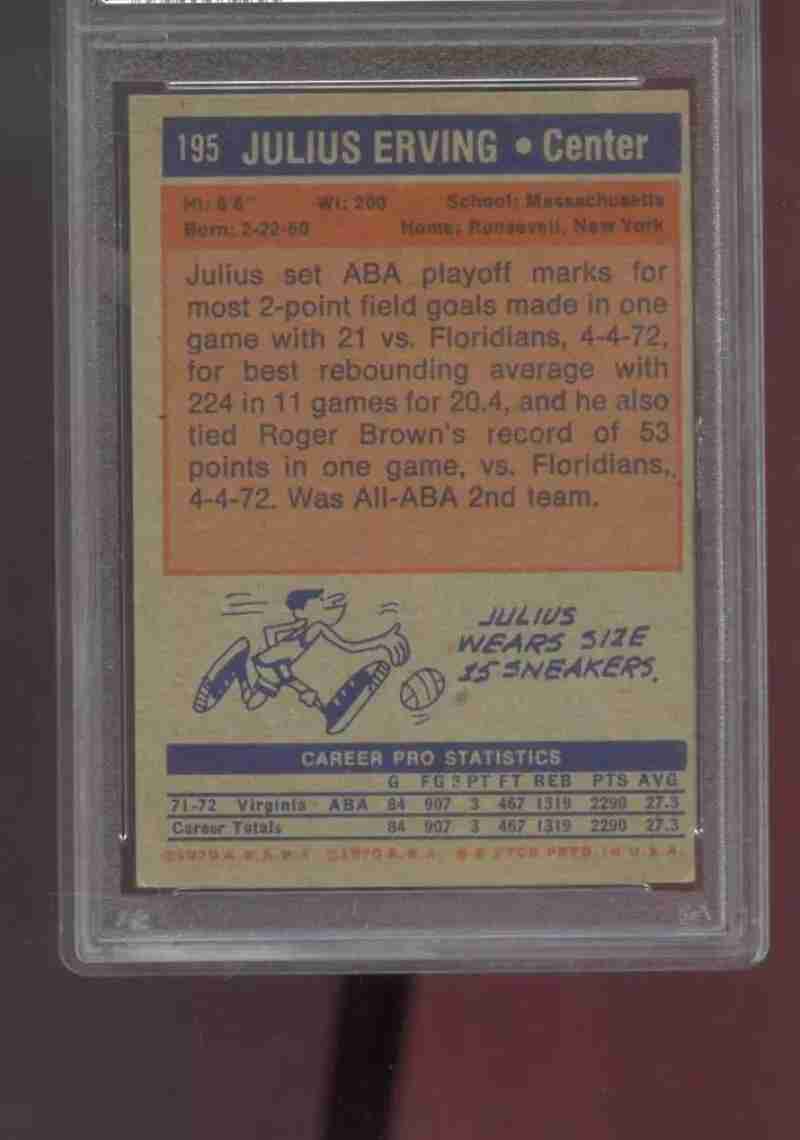 195 JULIUS ERVING • Center
Ht: 6'6" Wt: 200 School: Massachusetts
Born: 2-22-50 Home: Roosevelt, New York
Julius set ABA playoff marks for
most 2-point field goals made in one
game with 21 vs. Floridians, 4-4-72,
for best rebounding average with
224 in 11 games for 20.4, and he also
tied Roger Brown's record of 53
points in one game, vs. Floridians,
4-4-72. Was All-ABA 2nd team.
JULIUS
WEARS SIZE
15 SNEAKERS.
CAREER PRO STATISTICS
G FG 3 PT FT REB PTS AVG
71-72 Virginia ABA 84 907 3 467 1319 2290 27.3
Career Totals 84 907 3 467 1319 2290 27.3
PRTD. IN U.S.A.